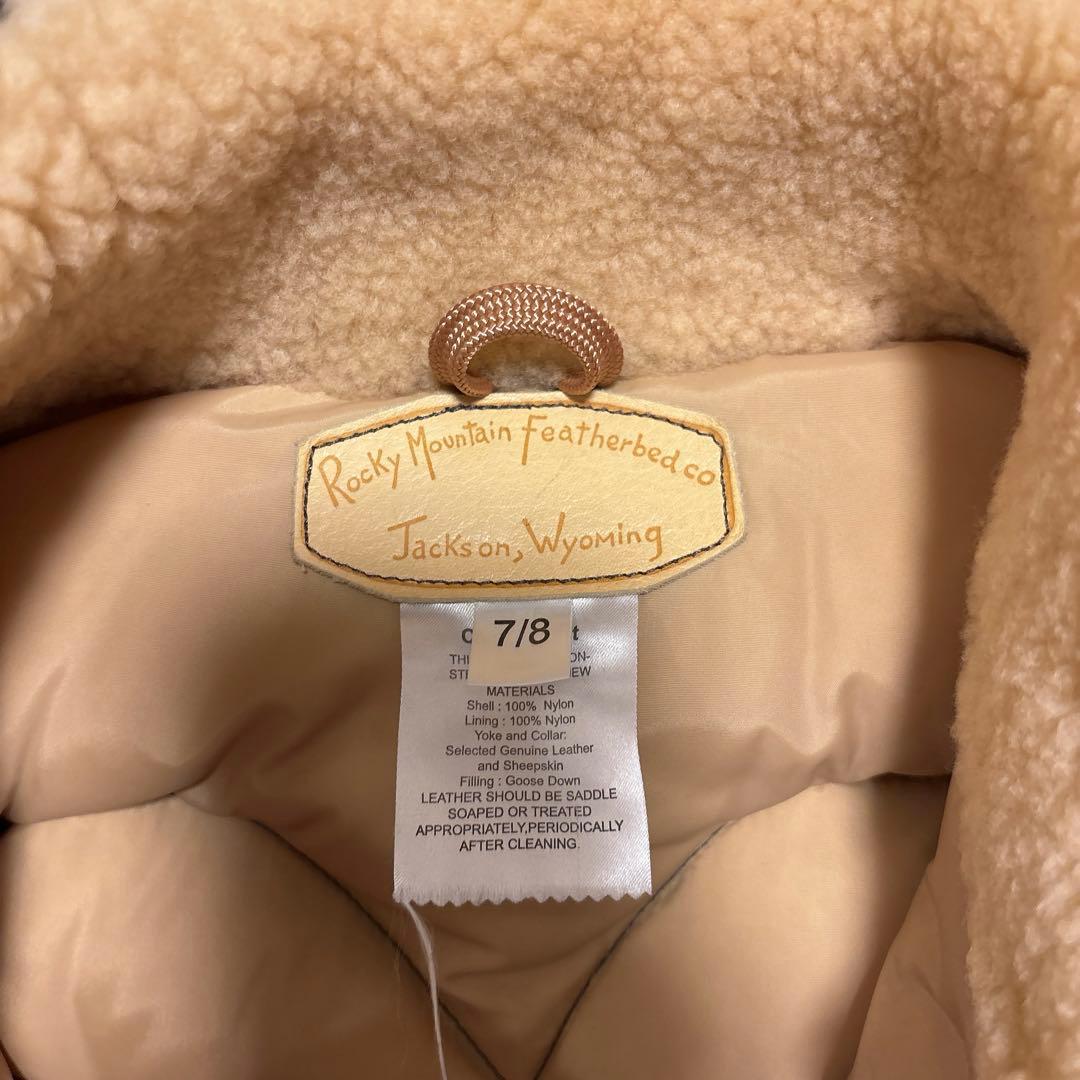 Rocky Mountain Featherbed co
Jackson, Wyoming
7/8
MATERIALS
Shell : 100% Nylon
Lining : 100% Nylon
Yoke and Collar:
Selected Genuine Leather
and Sheepskin
Filling : Goose Down
LEATHER SHOULD BE SADDLE
SOAPED OR TREATED
APPROPRIATELY,PERIODICALLY
AFTER CLEANING.